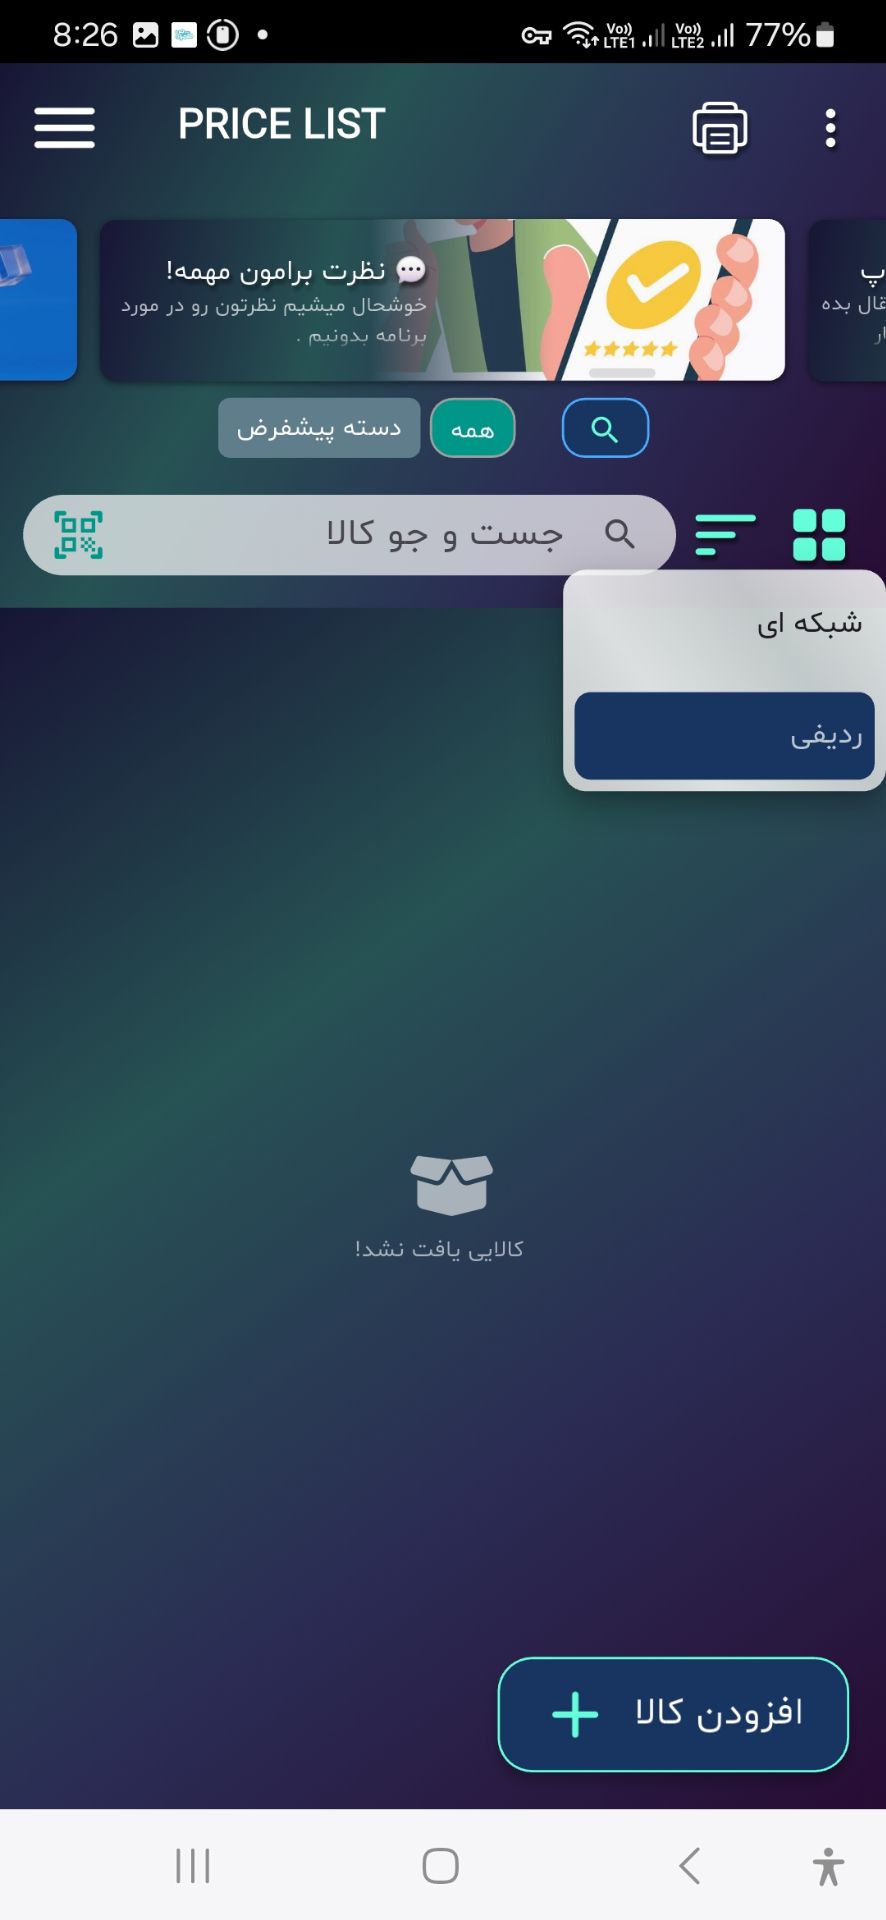 8:26
Vo)) LTE1 Vo)) LTE2 77%
PRICE LIST
نظرت برامون مهمه!
خوشحال میشیم نظرتون رو در مورد
برنامه بدونیم .
قال بده
همه
دسته پیشفرض
جست و جو کالا
شبکه ای
ردیفی
کالایی یافت نشد!
افزودن کالا